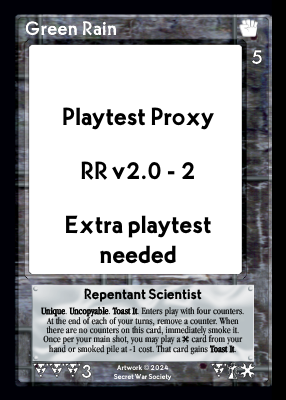 Green Rain
5
Playtest Proxy
RR v2.0 - 2
Extra playtest
needed
Repentant Scientist
Unique. Uncopyable. Toast It. Enters play with four counters.
At the end of each of your turns, remove a counter. When
there are no counters on this card, immediately smoke it.
Once per your main shot, you may play a card from your
hand or smoked pile at -1 cost. That card gains Toast It.
3
Artwork © 2024
Secret War Society